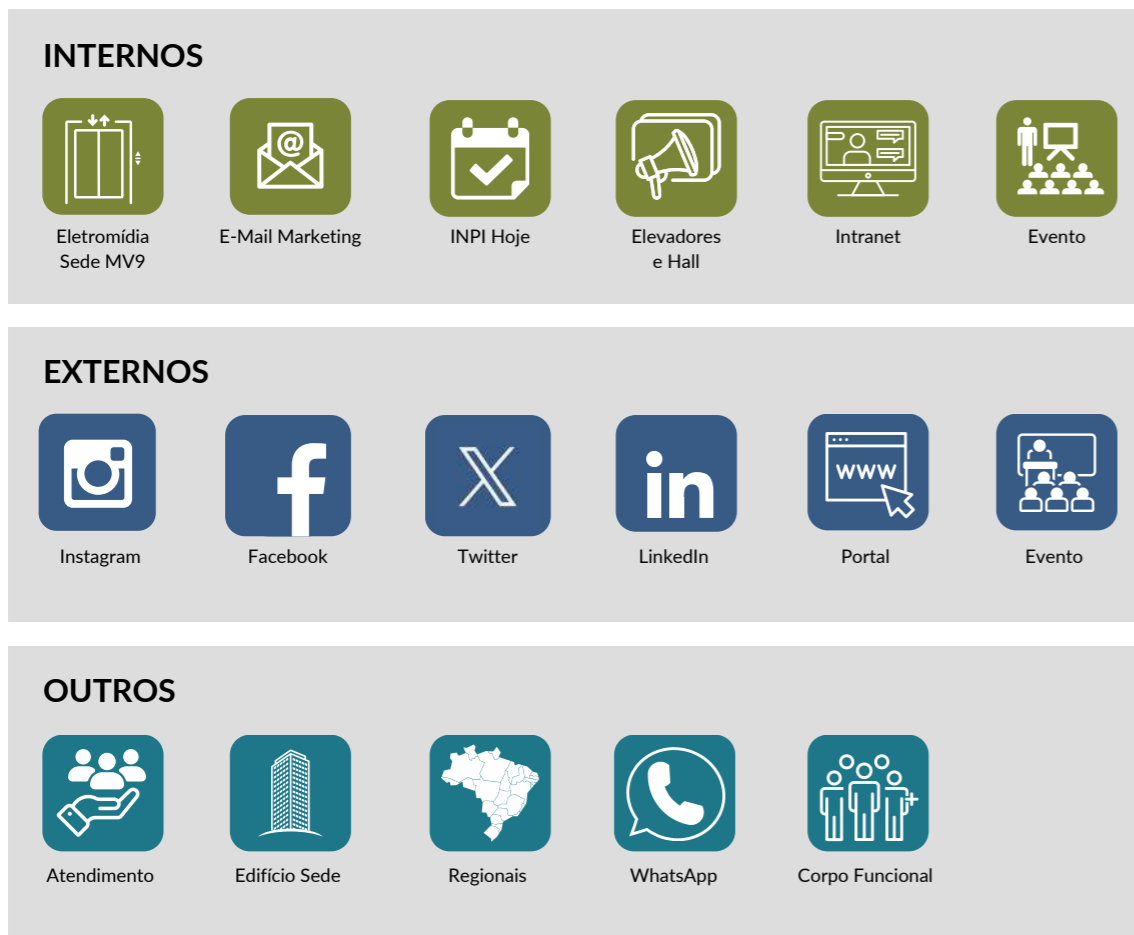 INTERNOS
Eletromídia
Sede MV9
E-Mail Marketing
INPI Hoje
Elevadores
e Hall
Intranet
Evento
EXTERNOS
www
Instagram
Facebook
Twitter
LinkedIn
Portal
Evento
OUTROS
Atendimento
Edifício Sede
Regionais
WhatsApp
Corpo Funcional